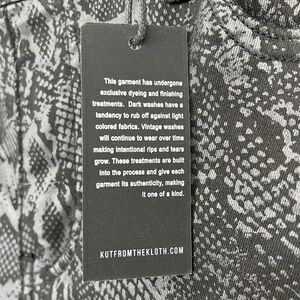 This garment has undergone
exclusive dyeing and finishing
treatments. Dark washes have a
tendency to rub off against light
colored fabrics. Vintage washes
will continue to wear over time
making intentional rips and tears
grow. These treatments are built
into the process and give each
garment its authenticity, making
it one of a kind.
KUTFROMTHEKLOTH.COM